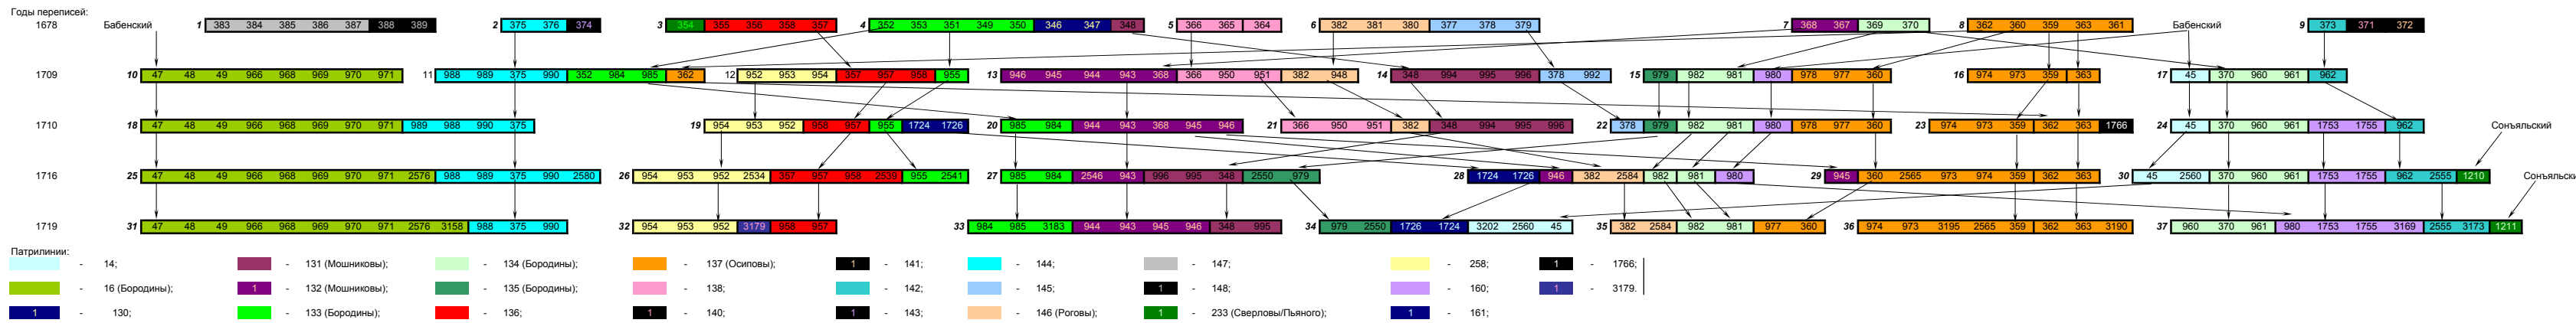 Годы переписей:
1678 Бабенский 1 383 384 385 386 387 388 389 2 375 376 374 3 354 355 356 358 357 4 352 353 351 349 350 346 347 348 5 366 365 364 6 382 381 380 377 378 379 7 368 367 369 370 8 362 360 359 363 361 Бабенский 9 373 371 372
1709 10 47 48 49 966 968 969 970 971 11 988 989 375 990 352 984 985 362 12 952 953 954 357 957 958 955 13 946 945 944 943 368 366 950 951 382 948 14 348 994 995 996 378 992 15 979 982 981 980 978 977 360 16 974 973 359 363 17 45 370 960 961 962
1710 18 47 48 49 966 968 969 970 971 989 988 990 375 19 954 953 952 958 957 955 1724 1726 20 985 984 944 943 368 945 946 21 366 950 951 382 348 994 995 996 22 378 979 982 981 980 978 977 360 23 974 973 359 362 363 1766 24 45 370 960 961 1753 1755 962 Сонъяльский
1716 25 47 48 49 966 968 969 970 971 2576 988 989 375 990 2580 26 954 953 952 2534 357 957 958 2539 955 2541 27 985 984 2546 943 996 995 348 2550 979 28 1724 1726 946 382 2584 982 981 980 29 945 360 2565 973 974 359 362 363 30 45 2560 370 960 961 1753 1755 962 2555 1210 Сонъяльски
1719 31 47 48 49 966 968 969 970 971 2576 3158 988 375 990 32 954 953 952 3179 958 957 33 984 985 3183 944 943 945 946 348 995 34 979 2550 1726 1724 3202 2560 45 35 382 2584 982 981 977 360 36 974 973 3195 2565 359 362 363 3190 37 960 370 961 980 1753 1755 3169 2555 3173 1211
Патрилинии:
- 14; - 131 (Мошниковы); - 134 (Бородины); - 137 (Осиповы); 1 - 141; - 144; - 147; - 258; 1 - 1766;
- 16 (Бородины); 1 - 132 (Мошниковы); - 135 (Бородины); - 138; - 142; - 145; 1 - 148; - 160; 1 - 3179.
1 - 130; - 133 (Бородины); - 136; 1 - 140; 1 - 143; - 146 (Роговы); 1 - 233 (Сверловы/Пьяного); 1 - 161;